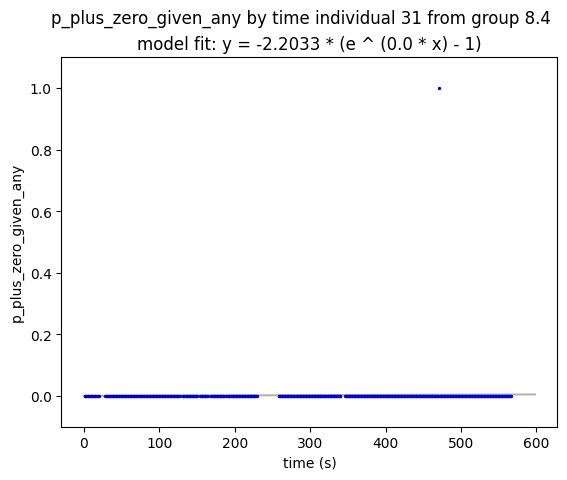 p_plus_zero_given_any by time individual 31 from group 8.4
model fit: y = -2.2033 * (e ^ (0.0 * x) - 1)
1.0
0.8
0.6
0.4
0.2
0.0
p_plus_zero_given_any
0 100 200 300 400 500 600
time (s)